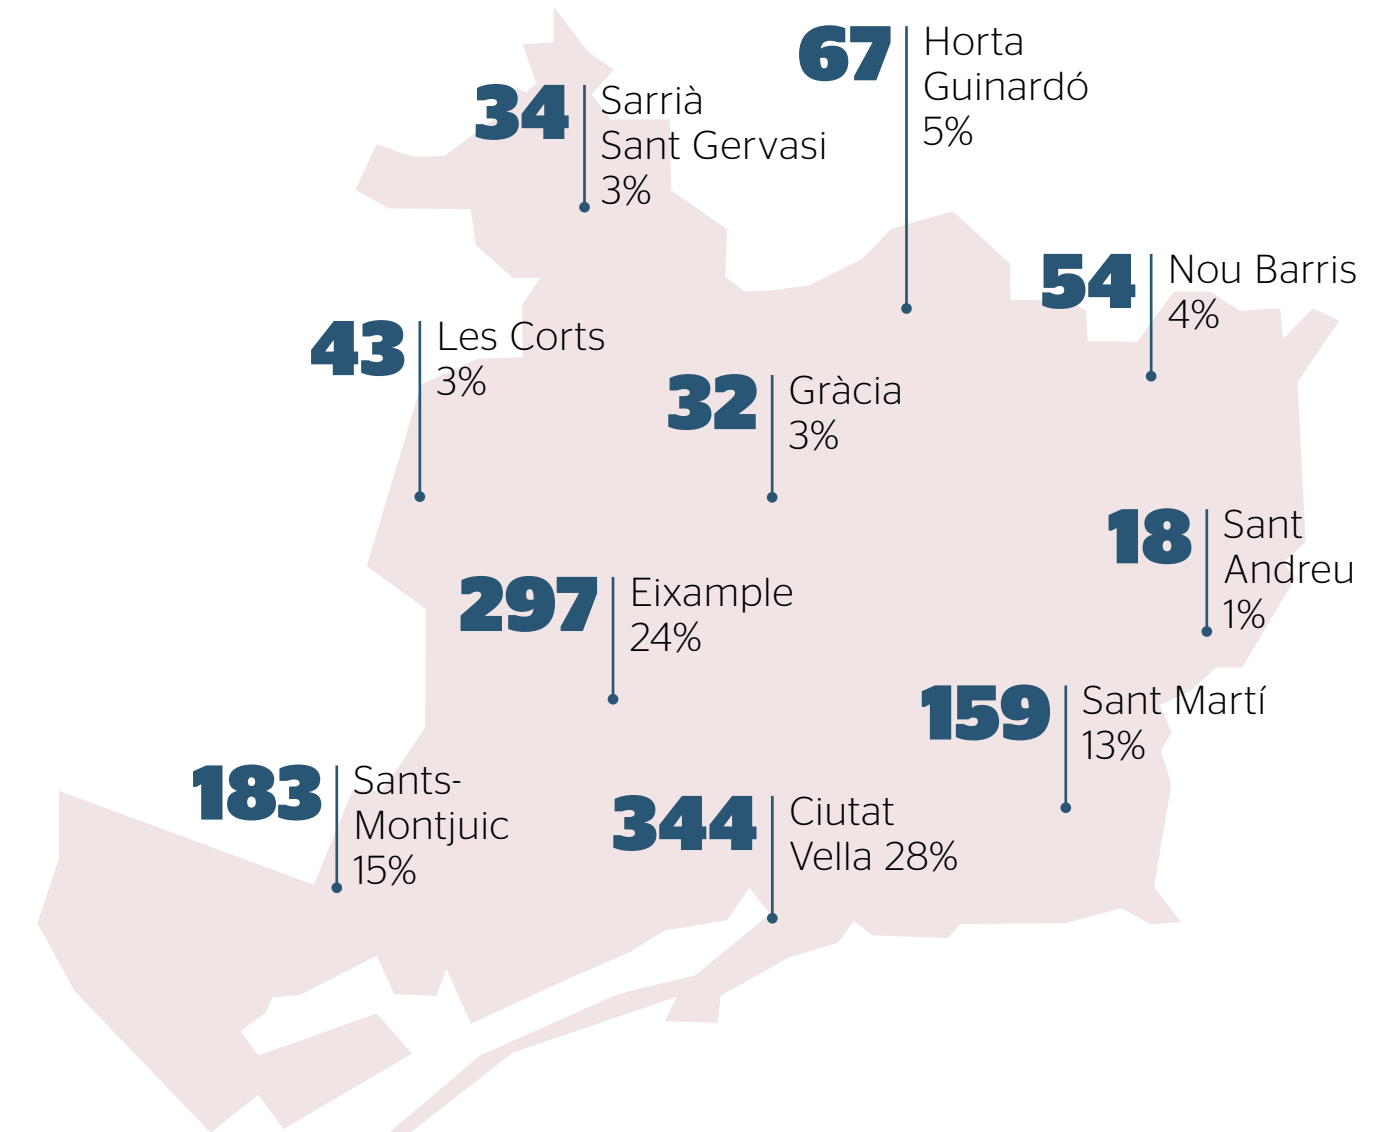 67
Horta
Guinardó
5%
34
Sarrià
Sant Gervasi
3%
54
Nou Barris
4%
43
Les Corts
3%
32
Gràcia
3%
18
Sant
Andreu
1%
297
Eixample
24%
159
Sant Martí
13%
183
Sants-
Montjuic
15%
344
Ciutat
Vella 28%